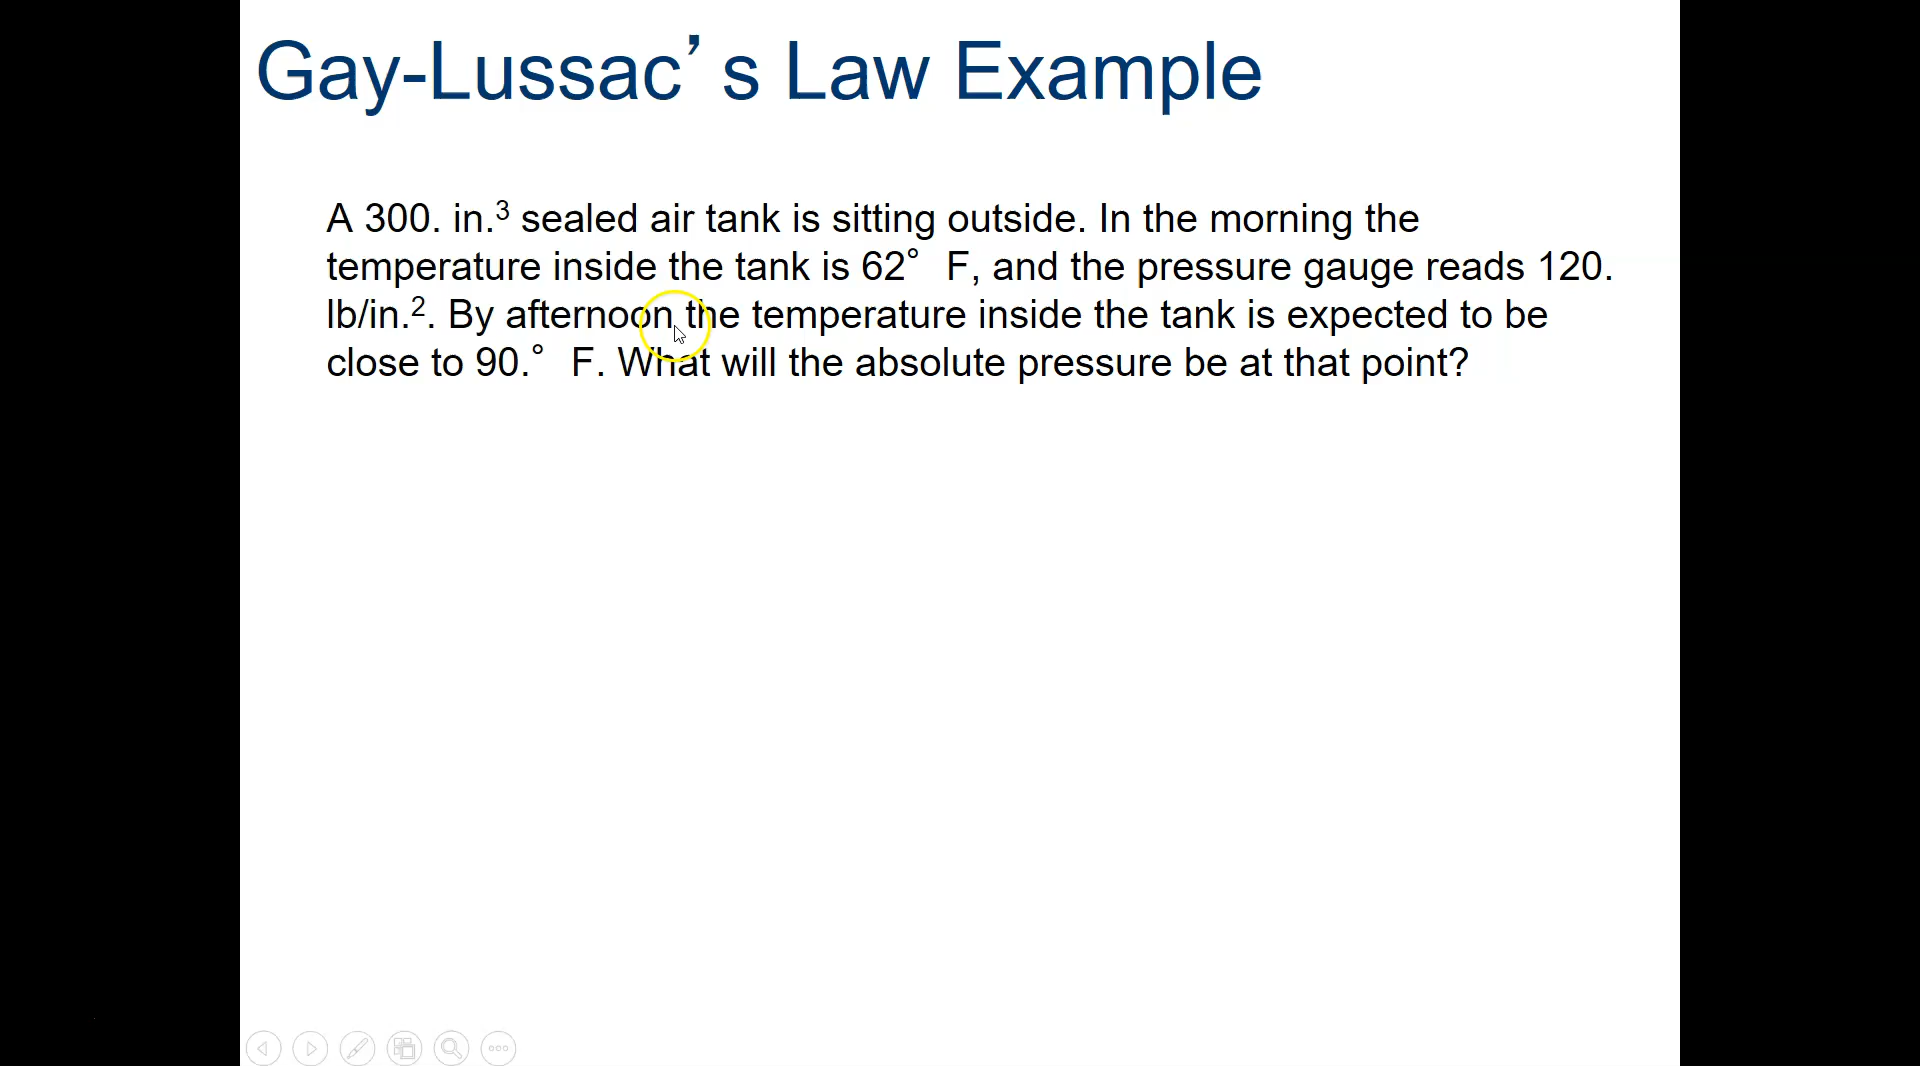 Gay-Lussac’s Law Example
A 300. in.³ sealed air tank is sitting outside. In the morning the
temperature inside the tank is 62° F, and the pressure gauge reads 120.
lb/in.². By afternoon the temperature inside the tank is expected to be
close to 90.° F. What will the absolute pressure be at that point?